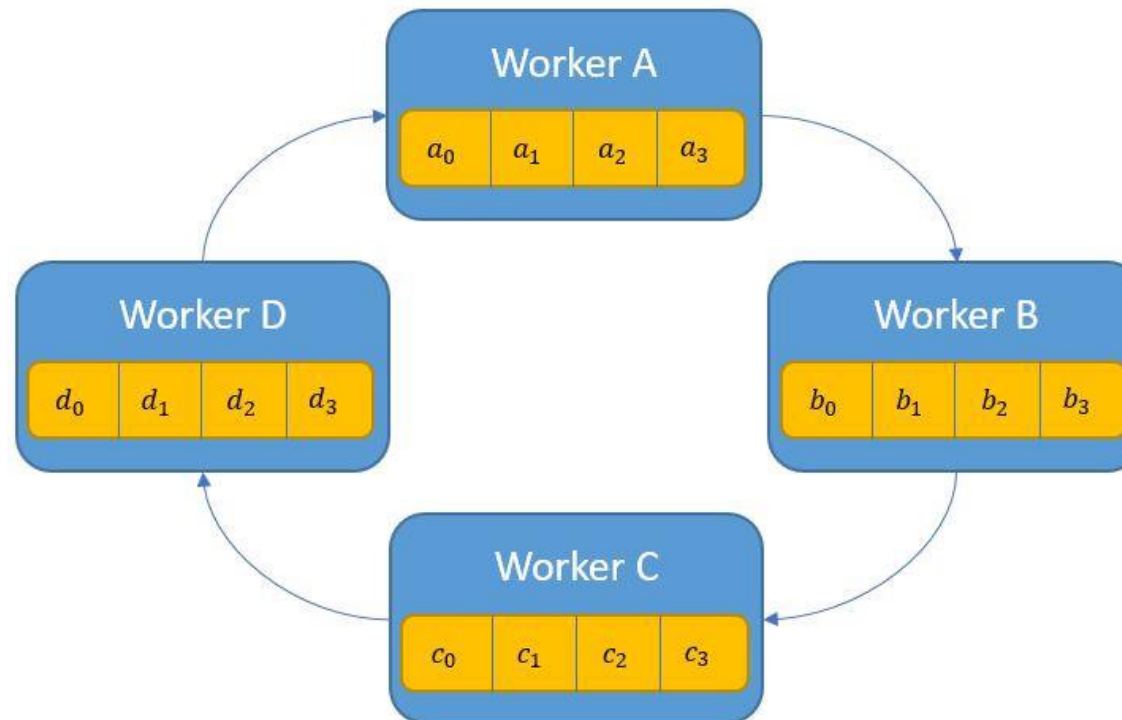 Worker A
a₀ a₁ a₂ a₃
Worker D
d₀ d₁ d₂ d₃
Worker B
b₀ b₁ b₂ b₃
Worker C
c₀ c₁ c₂ c₃